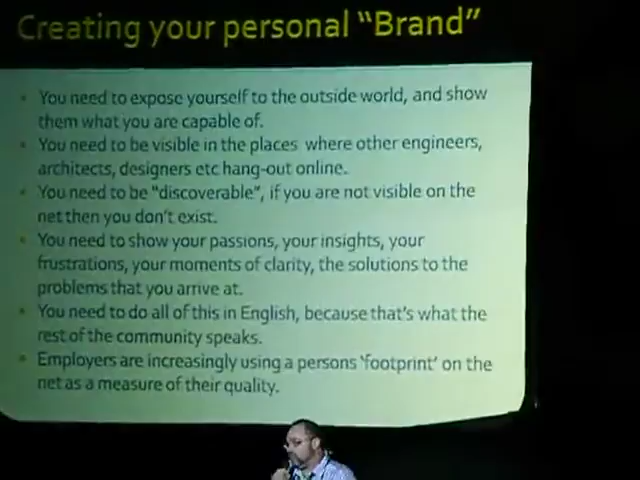 Creating your personal “Brand”
• You need to expose yourself to the outside world, and show
them what you are capable of.
• You need to be visible in the places where other engineers,
architects, designers etc hang-out online.
• You need to be “discoverable”, if you are not visible on the
net then you don’t exist.
• You need to show your passions, your insights, your
frustrations, your moments of clarity, the solutions to the
problems that you arrive at.
• You need to do all of this in English, because that’s what the
rest of the community speaks.
• Employers are increasingly using a persons ‘footprint’ on the
net as a measure of their quality.